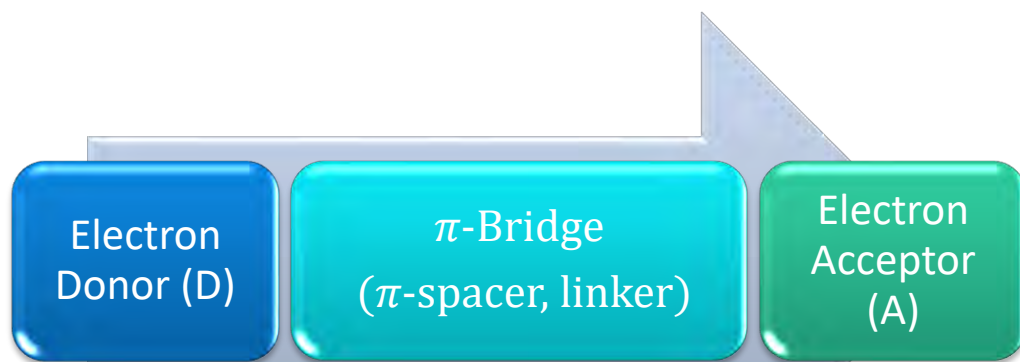 Electron
Donor (D)
π-Bridge
(π-spacer, linker)
Electron
Acceptor
(A)